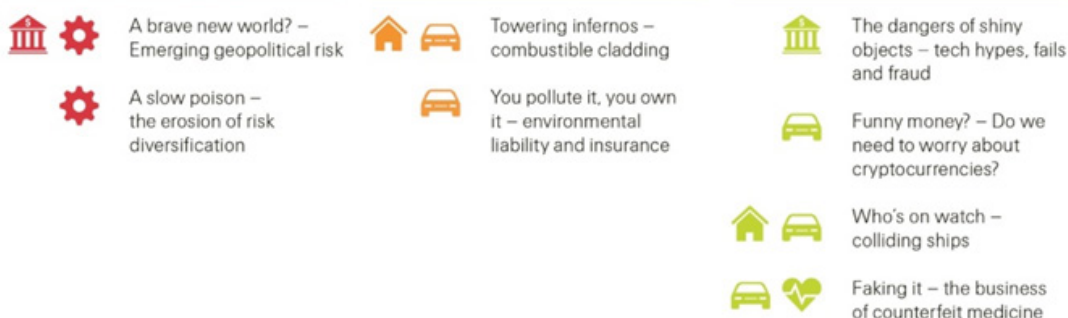 A brave new world? –
Emerging geopolitical risk
A slow poison –
the erosion of risk
diversification
Towering infernos –
combustible cladding
You pollute it, you own
it – environmental
liability and insurance
The dangers of shiny
objects – tech hypes, fails
and fraud
Funny money? – Do we
need to worry about
cryptocurrencies?
Who's on watch –
colliding ships
Faking it – the business
of counterfeit medicine